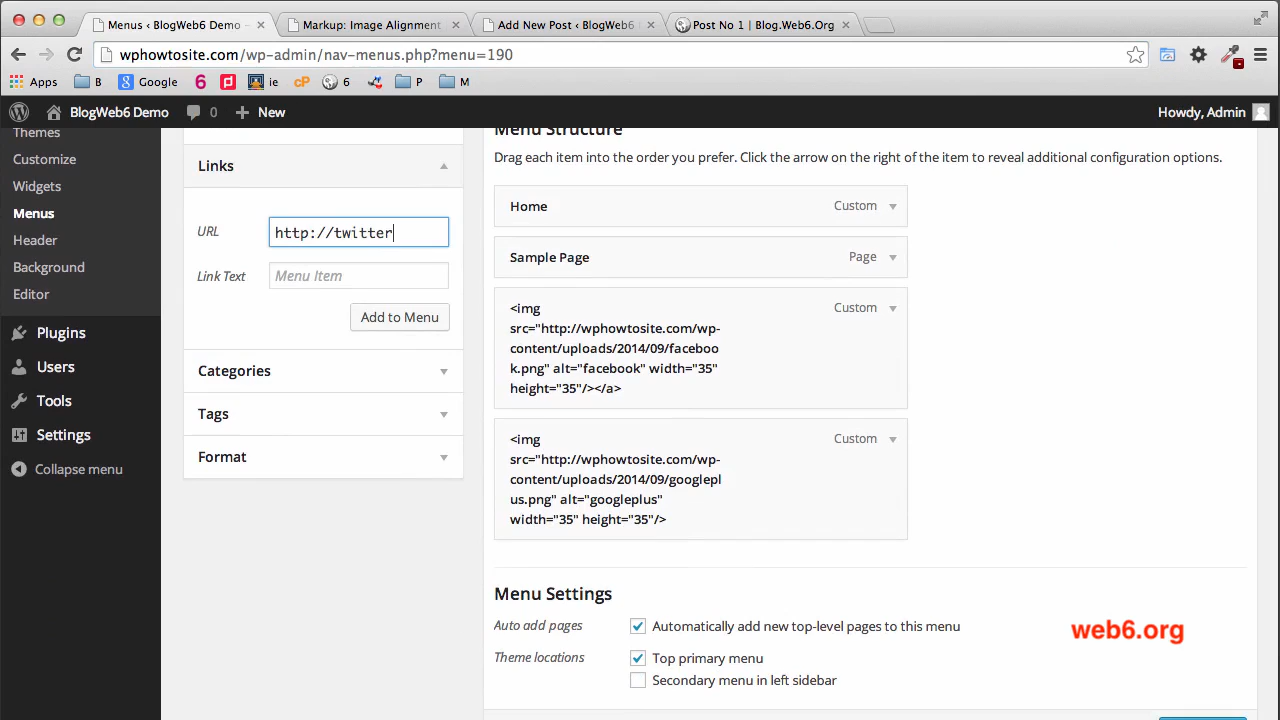 Menus ‹ BlogWeb6 Demo — W
Markup: Image Alignment
Add New Post ‹ BlogWeb6
Post No 1 | Blog.Web6.Org
wphowtosite.com/wp-admin/nav-menus.php?menu=190
Apps B Google 6 ie cP 6 P M
BlogWeb6 Demo 0 New Howdy, Admin
Themes
Customize
Widgets
Menus
Header
Background
Editor
Plugins
Users
Tools
Settings
Collapse menu
Links
URL http://twitter
Link Text Menu Item
Add to Menu
Categories
Tags
Format
Menu Structure
Drag each item into the order you prefer. Click the arrow on the right of the item to reveal additional configuration options.
Home Custom
Sample Page Page
<img Custom
src="http://wphowtosite.com/wp-
content/uploads/2014/09/faceboo
k.png" alt="facebook" width="35"
height="35"/></a>
<img Custom
src="http://wphowtosite.com/wp-
content/uploads/2014/09/googlepl
us.png" alt="googleplus"
width="35" height="35"/>
Menu Settings
Auto add pages Automatically add new top-level pages to this menu
Theme locations Top primary menu
Secondary menu in left sidebar
web6.org